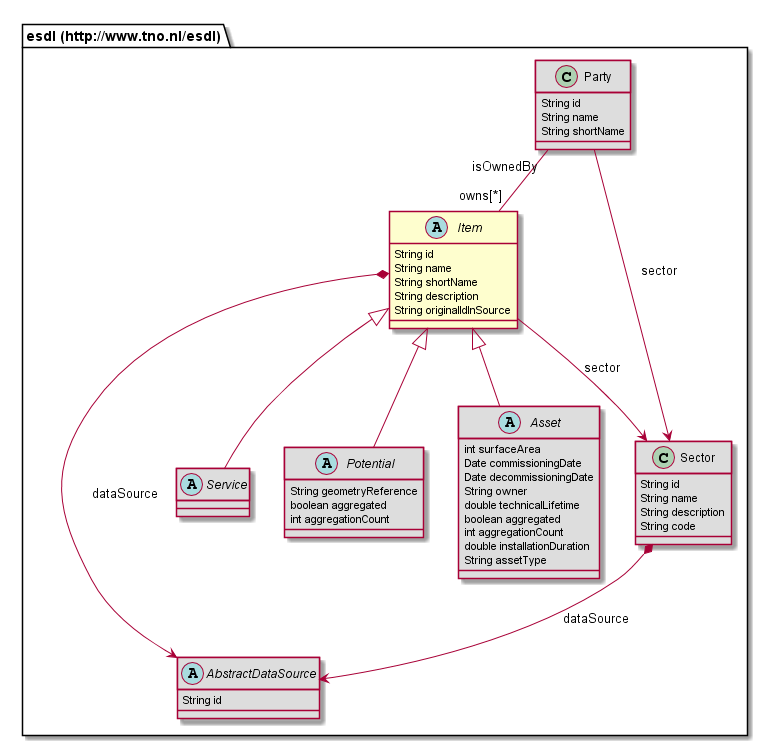 esdl (http://www.tno.nl/esdl)
C Party
String id
String name
String shortName
isOwnedBy
owns[*]
A Item
String id
String name
String shortName
String description
String originalIdInSource
sector
sector
A Service
A Potential
String geometryReference
boolean aggregated
int aggregationCount
A Asset
int surfaceArea
Date commissioningDate
Date decommissioningDate
String owner
double technicalLifetime
boolean aggregated
int aggregationCount
double installationDuration
String assetType
C Sector
String id
String name
String description
String code
dataSource
dataSource
A AbstractDataSource
String id